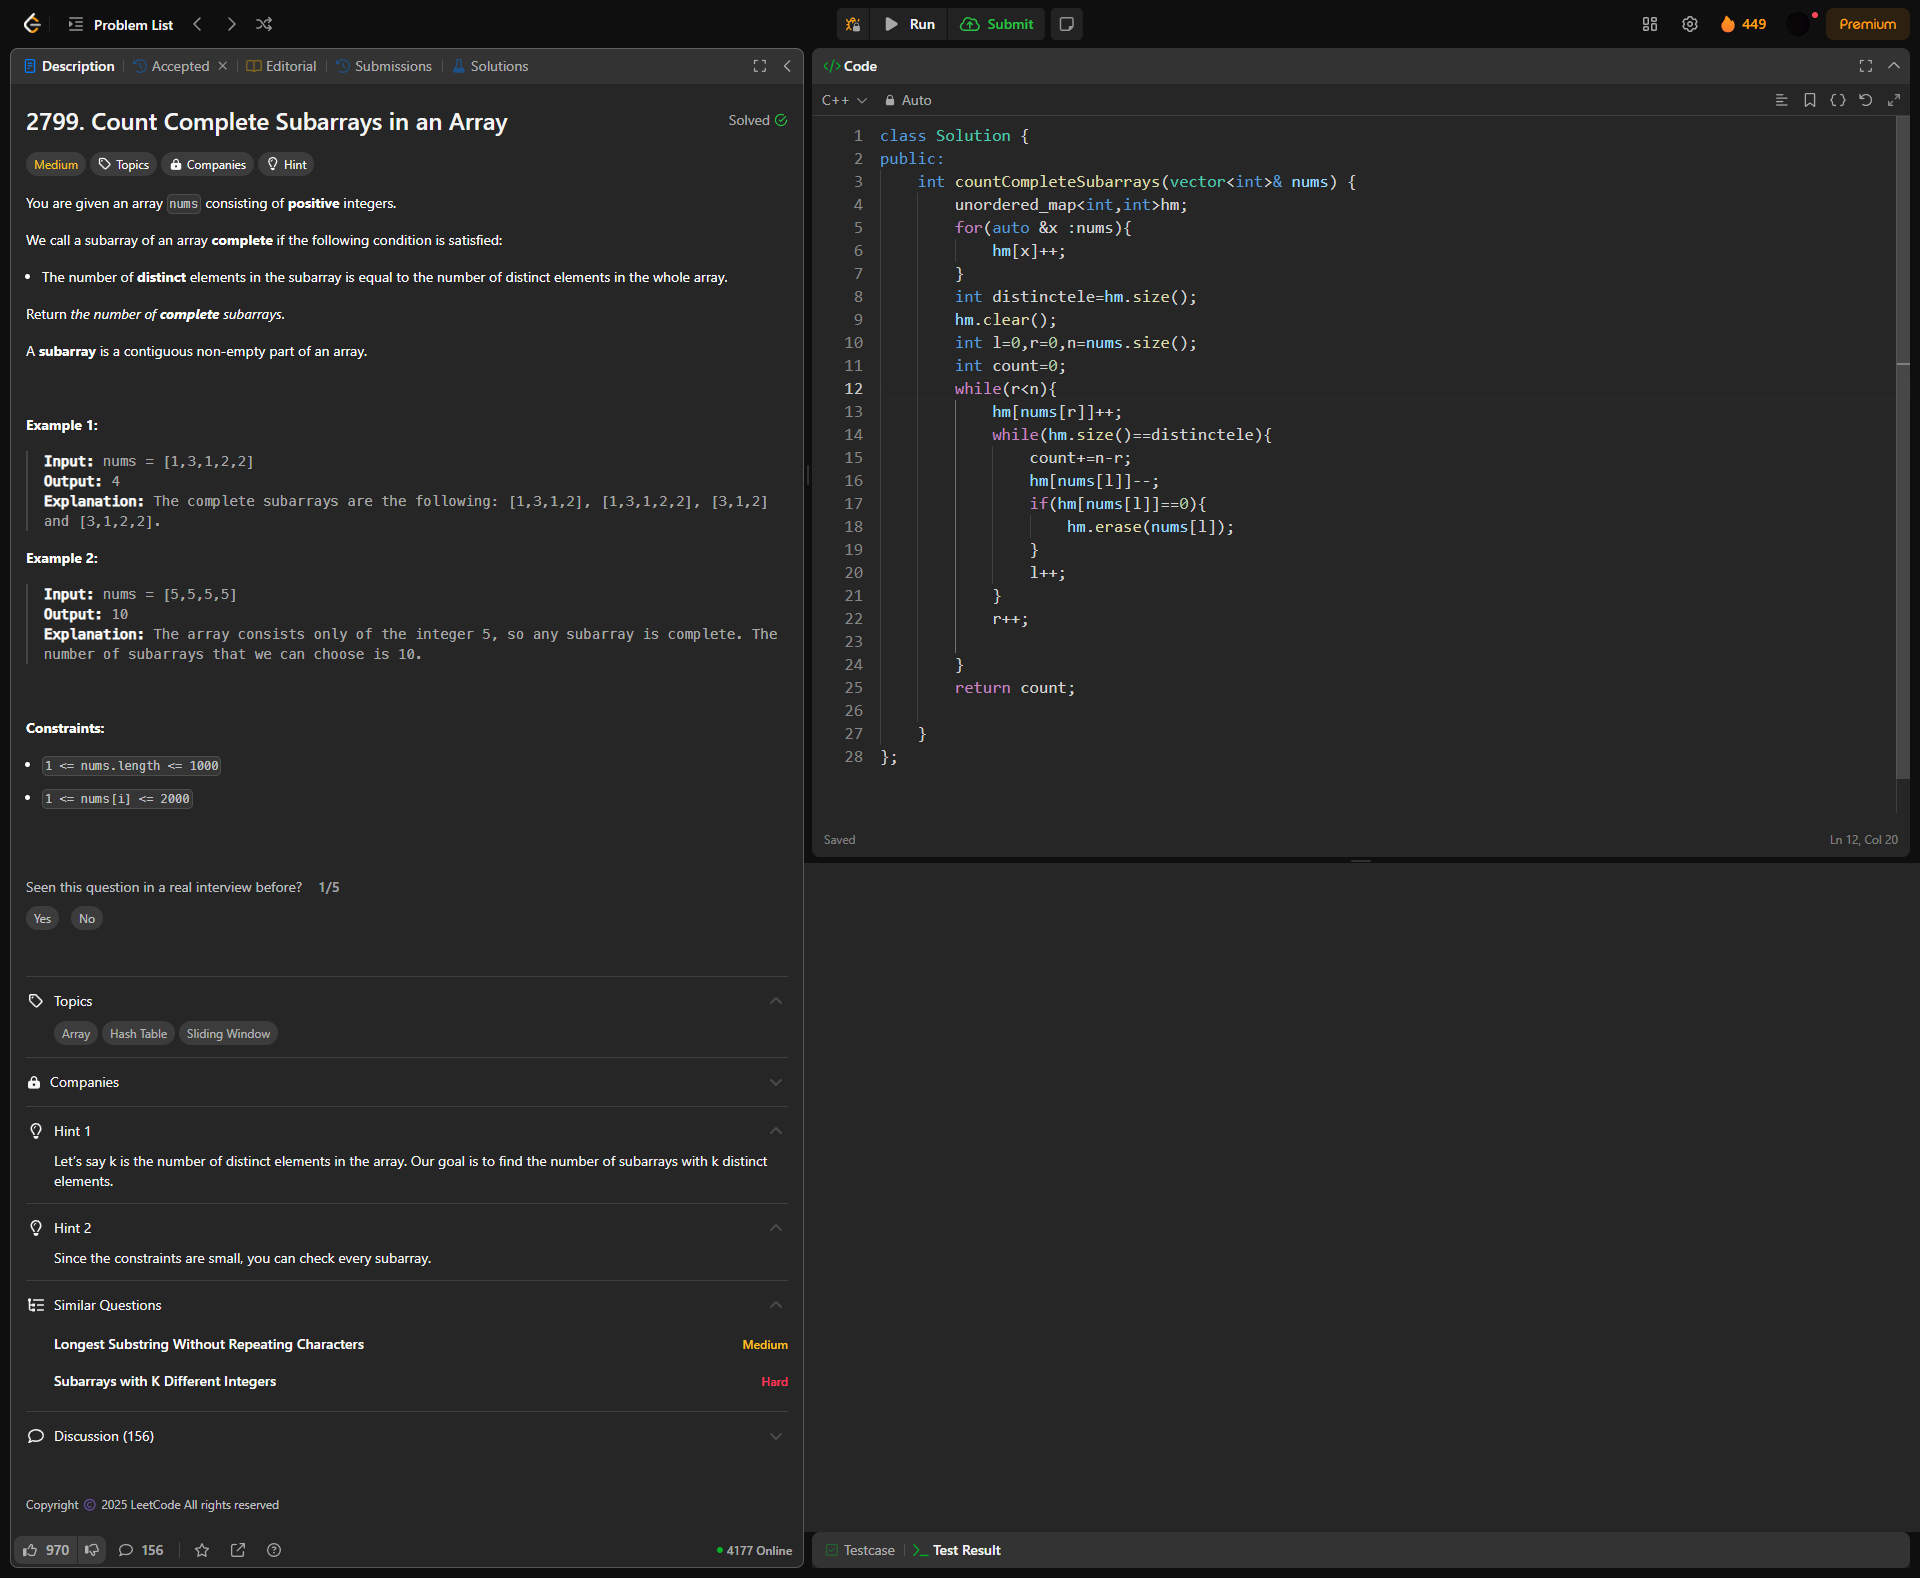 Problem List
Run
Submit
449
Premium
Description
Accepted
Editorial
Submissions
Solutions
2799. Count Complete Subarrays in an Array
Solved
Medium
Topics
Companies
Hint
You are given an array nums consisting of positive integers.
We call a subarray of an array complete if the following condition is satisfied:
• The number of distinct elements in the subarray is equal to the number of distinct elements in the whole array.
Return the number of complete subarrays.
A subarray is a contiguous non-empty part of an array.
Example 1:
Input: nums = [1,3,1,2,2]
Output: 4
Explanation: The complete subarrays are the following: [1,3,1,2], [1,3,1,2,2], [3,1,2]
and [3,1,2,2].
Example 2:
Input: nums = [5,5,5,5]
Output: 10
Explanation: The array consists only of the integer 5, so any subarray is complete. The
number of subarrays that we can choose is 10.
Constraints:
• 1 <= nums.length <= 1000
• 1 <= nums[i] <= 2000
Seen this question in a real interview before? 1/5
Yes
No
Topics
Array
Hash Table
Sliding Window
Companies
Hint 1
Let's say k is the number of distinct elements in the array. Our goal is to find the number of subarrays with k distinct
elements.
Hint 2
Since the constraints are small, you can check every subarray.
Similar Questions
Longest Substring Without Repeating Characters
Medium
Subarrays with K Different Integers
Hard
Discussion (156)
Copyright © 2025 LeetCode All rights reserved
970
156
4177 Online
</> Code
C++
Auto
1 class Solution {
2 public:
3     int countCompleteSubarrays(vector<int>& nums) {
4         unordered_map<int,int>hm;
5         for(auto &x :nums){
6             hm[x]++;
7         }
8         int distinctele=hm.size();
9         hm.clear();
10         int l=0,r=0,n=nums.size();
11         int count=0;
12         while(r<n){
13             hm[nums[r]]++;
14             while(hm.size()==distinctele){
15                 count+=n-r;
16                 hm[nums[l]]--;
17                 if(hm[nums[l]]==0){
18                     hm.erase(nums[l]);
19                 }
20                 l++;
21             }
22             r++;
23
24         }
25         return count;
26
27     }
28 };
Saved
Ln 12, Col 20
Testcase
Test Result